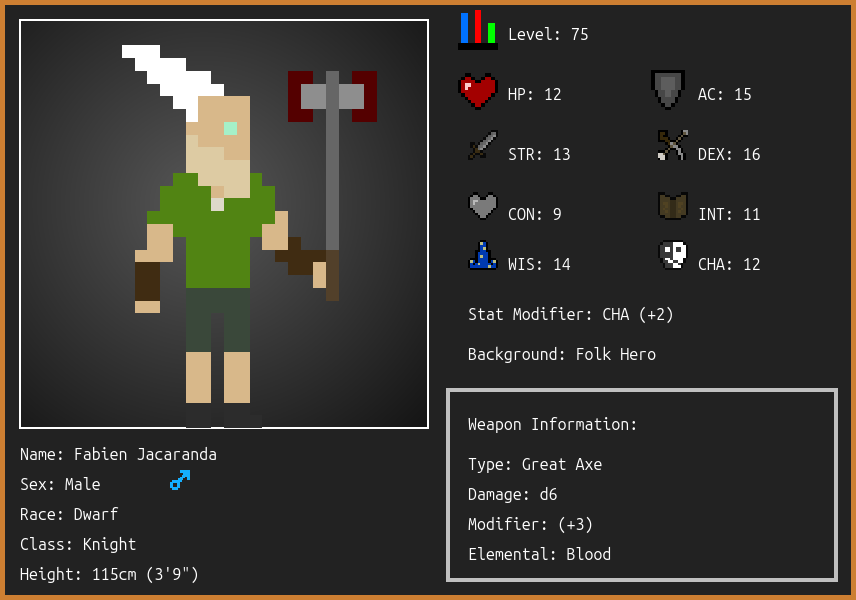 Level: 75
HP: 12
AC: 15
STR: 13
DEX: 16
CON: 9
INT: 11
WIS: 14
CHA: 12
Stat Modifier: CHA (+2)
Background: Folk Hero
Weapon Information:
Type: Great Axe
Damage: d6
Modifier: (+3)
Elemental: Blood
Name: Fabien Jacaranda
Sex: Male
Race: Dwarf
Class: Knight
Height: 115cm (3'9")